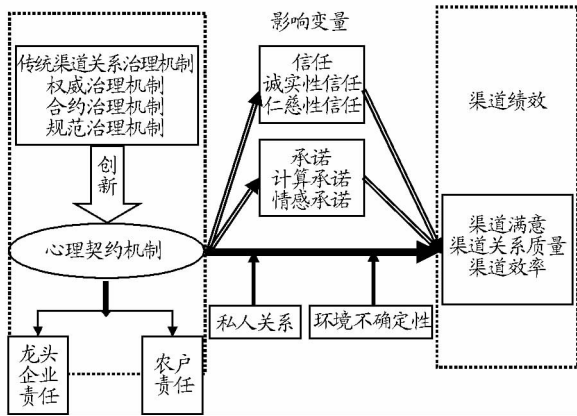 影响变量
传统渠道关系治理机制
权威治理机制
合约治理机制
规范治理机制
创新
心理契约机制
龙头
企业
责任
农户
责任
信任
诚实性信任
仁慈性信任
承诺
计算承诺
情感承诺
私人关系
环境不确定性
渠道绩效
渠道满意
渠道关系质量
渠道效率